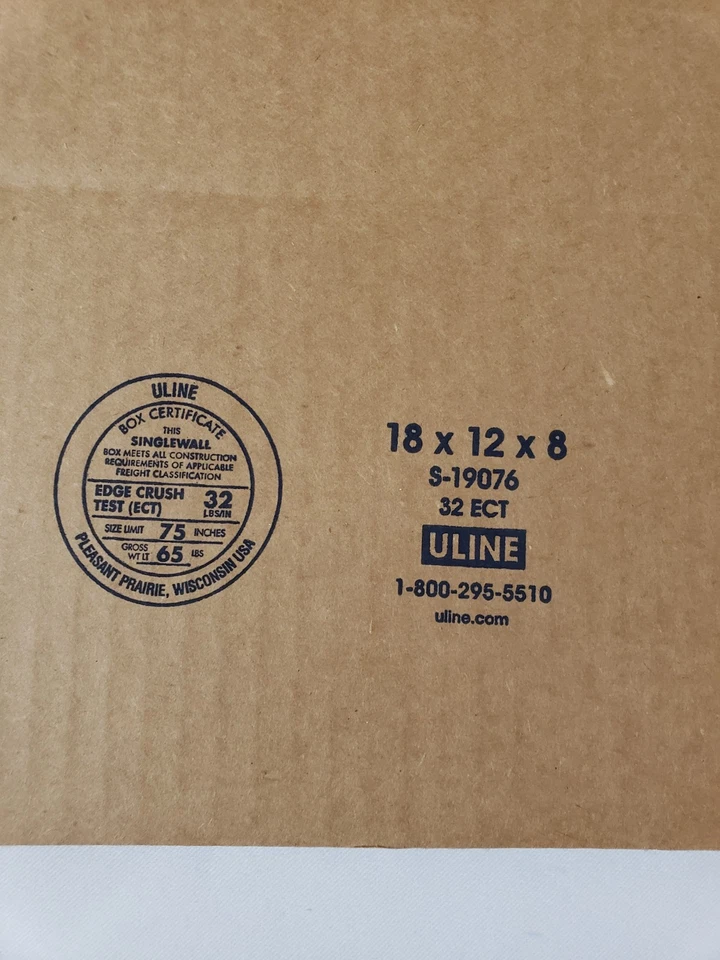 ULINE
BOX CERTIFICATE
THIS
SINGLEWALL
BOX MEETS ALL CONSTRUCTION
REQUIREMENTS OF APPLICABLE
FREIGHT CLASSIFICATION
EDGE CRUSH
TEST (ECT) 32
LBS/IN
SIZE LIMIT 75 INCHES
GROSS
WT LT 65 LBS
PLEASANT PRAIRIE, WISCONSIN USA
18 x 12 x 8
S-19076
32 ECT
ULINE
1-800-295-5510
uline.com